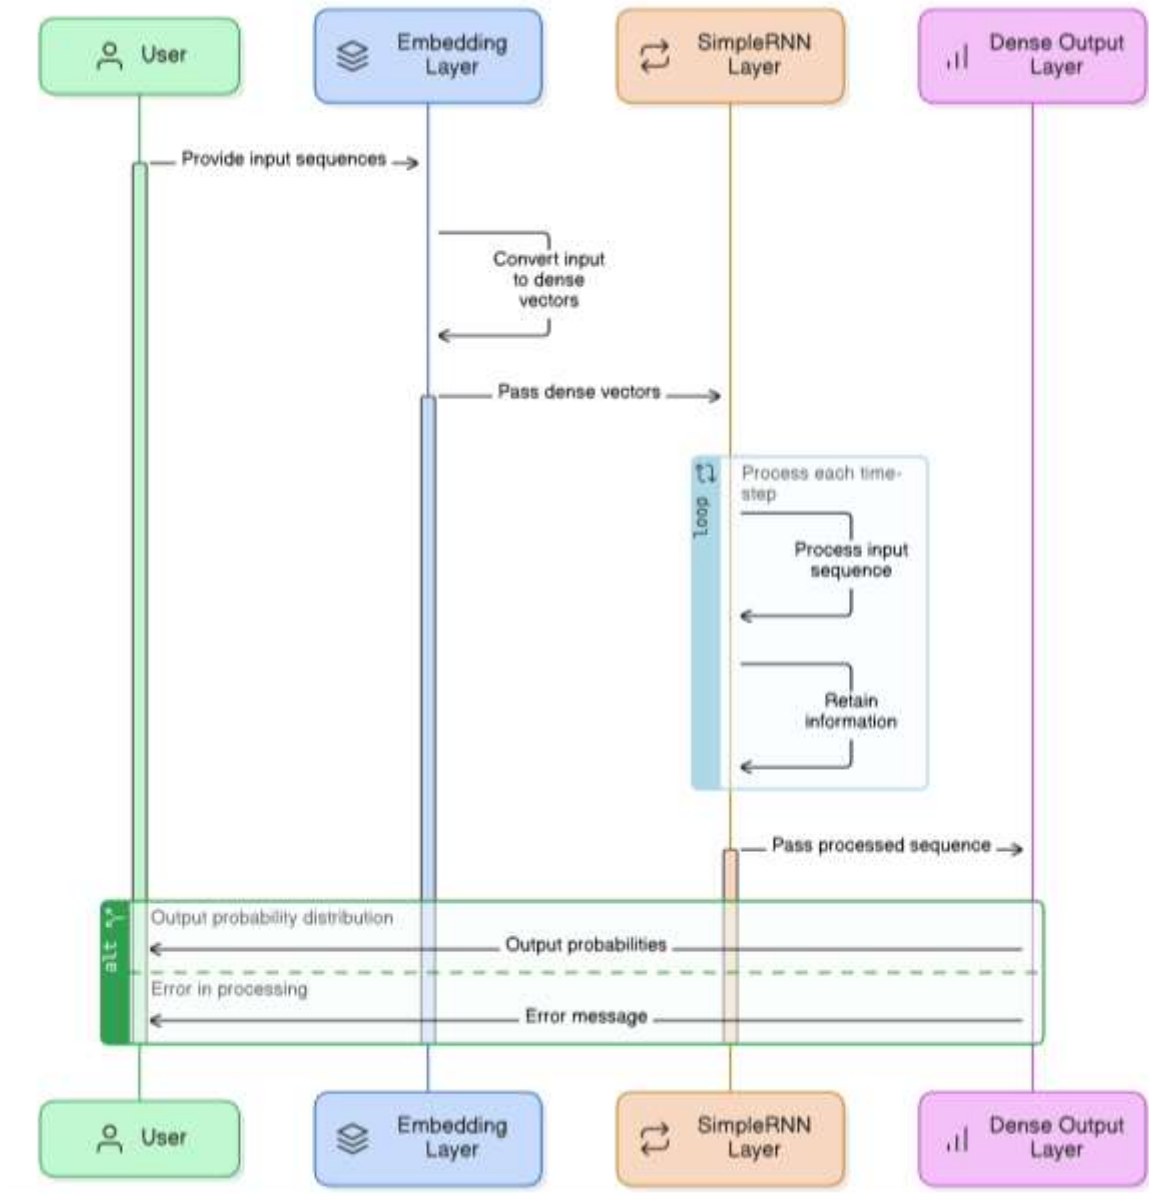 User
Embedding
Layer
SimpleRNN
Layer
Dense Output
Layer
Provide input sequences
Convert input
to dense
vectors
Pass dense vectors
loop
Process each time-
step
Process input
sequence
Retain
information
Pass processed sequence
alt
Output probability distribution
Output probabilities
Error in processing
Error message
User
Embedding
Layer
SimpleRNN
Layer
Dense Output
Layer